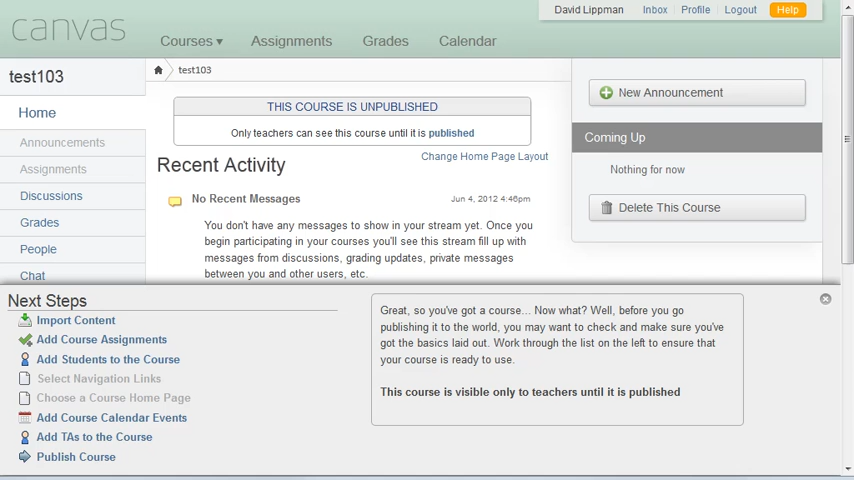 David Lippman Inbox Profile Logout Help
canvas
Courses ▾ Assignments Grades Calendar
test103
Home
Announcements
Assignments
Discussions
Grades
People
Chat
test103
THIS COURSE IS UNPUBLISHED
Only teachers can see this course until it is published
Change Home Page Layout
Recent Activity
No Recent Messages Jun 4, 2012 4:46pm
You don't have any messages to show in your stream yet. Once you
begin participating in your courses you'll see this stream fill up with
messages from discussions, grading updates, private messages
between you and other users, etc.
New Announcement
Coming Up
Nothing for now
Delete This Course
Next Steps
Import Content
Add Course Assignments
Add Students to the Course
Select Navigation Links
Choose a Course Home Page
Add Course Calendar Events
Add TAs to the Course
Publish Course
Great, so you've got a course... Now what? Well, before you go
publishing it to the world, you may want to check and make sure you've
got the basics laid out. Work through the list on the left to ensure that
your course is ready to use.
This course is visible only to teachers until it is published